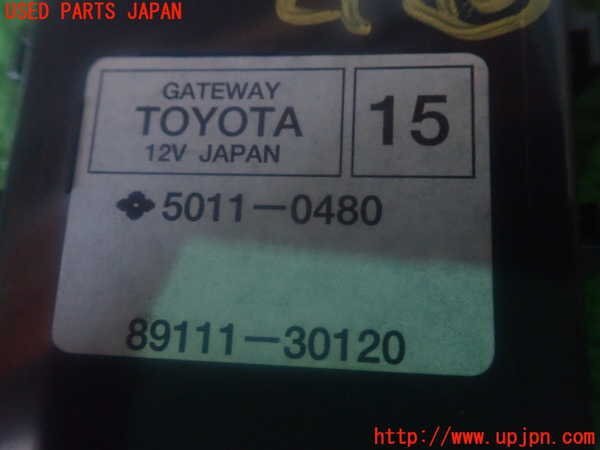 USED PARTS JAPAN
GATEWAY
TOYOTA
12V JAPAN
15
5011-0480
89111-30120
http://www.upjpn.com/